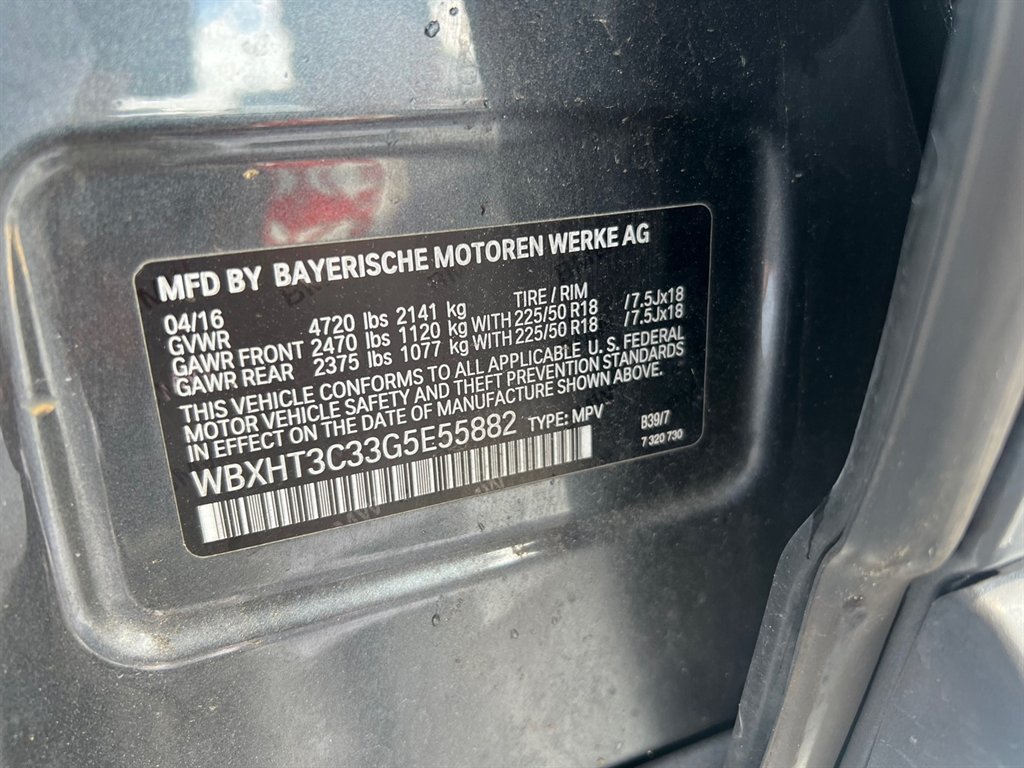 MFD BY BAYERISCHE MOTOREN WERKE AG
04/16 TIRE / RIM
GVWR 4720 lbs 2141 kg
GAWR FRONT 2470 lbs 1120 kg WITH 225/50 R18 /7.5Jx18
GAWR REAR 2375 lbs 1077 kg WITH 225/50 R18 /7.5Jx18
THIS VEHICLE CONFORMS TO ALL APPLICABLE U.S. FEDERAL
MOTOR VEHICLE SAFETY AND THEFT PREVENTION STANDARDS
IN EFFECT ON THE DATE OF MANUFACTURE SHOWN ABOVE.
WBXHT3C33G5E55882 TYPE: MPV B39/7
7 320 730